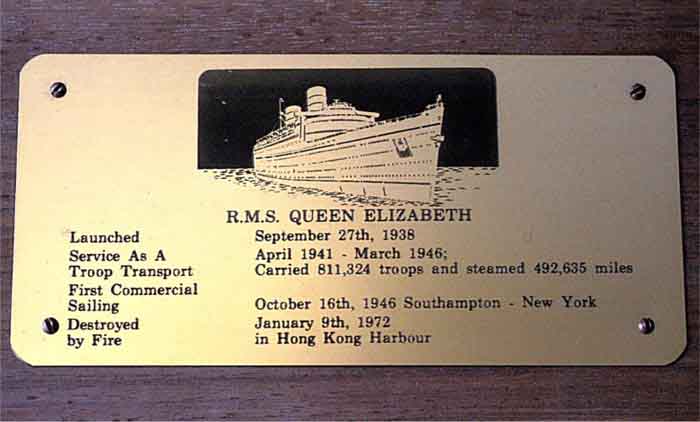 R.M.S. QUEEN ELIZABETH
Launched September 27th, 1938
Service As A April 1941 - March 1946;
Troop Transport Carried 811,324 troops and steamed 492,635 miles
First Commercial
Sailing October 16th, 1946 Southampton - New York
Destroyed January 9th, 1972
by Fire in Hong Kong Harbour